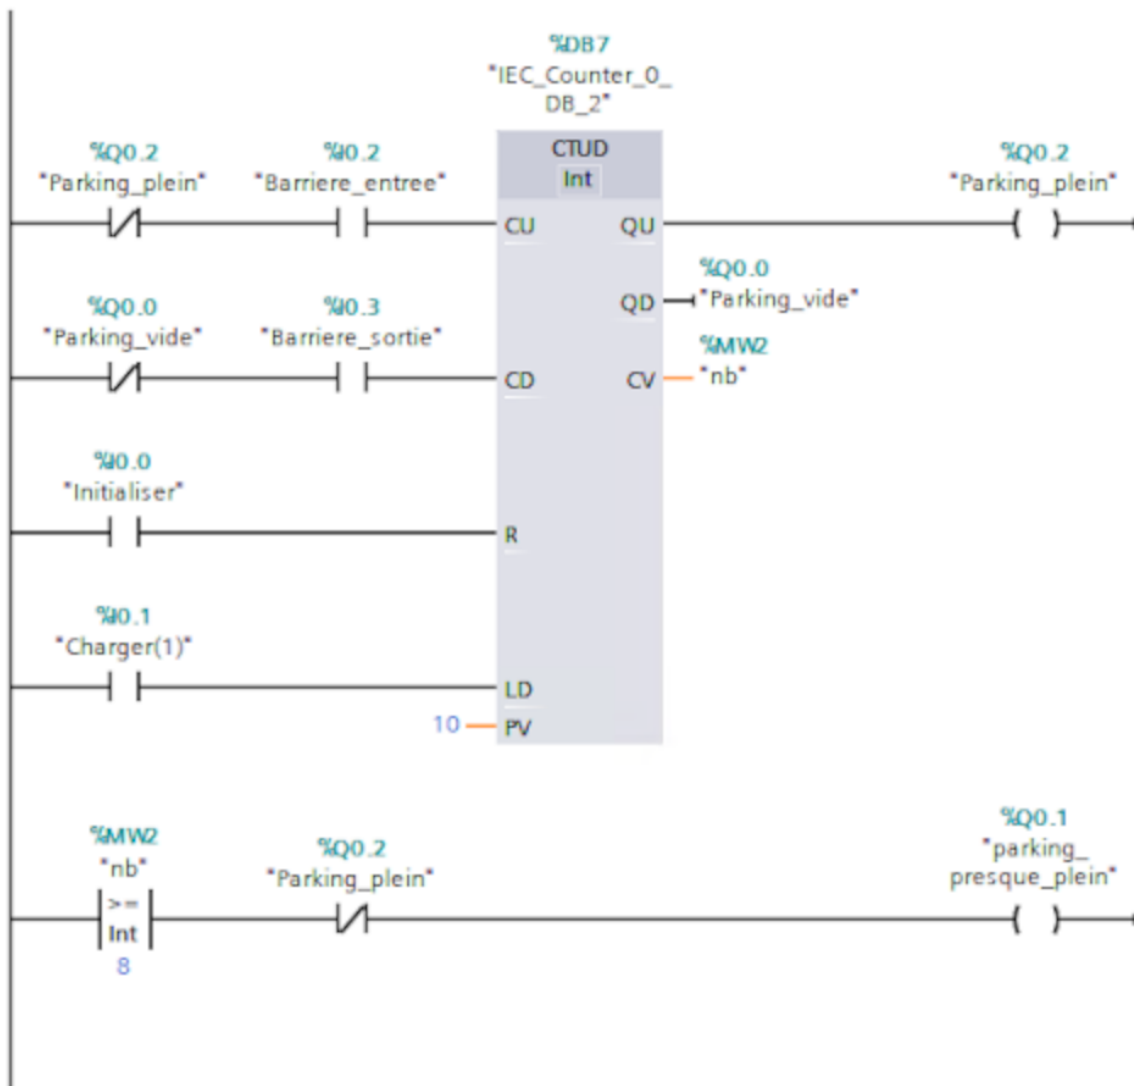 %DB7
"IEC_Counter_0_
DB_2"
CTUD
Int
%Q0.2
"Parking_plein"
%I0.2
"Barriere_entree"
CU
QU
%Q0.2
"Parking_plein"
%Q0.0
"Parking_vide"
QD
%Q0.0
"Parking_vide"
%I0.3
"Barriere_sortie"
CD
CV
%MW2
"nb"
%I0.0
"Initialiser"
R
%I0.1
"Charger(1)"
LD
10
PV
%MW2
"nb"
>=
Int
8
%Q0.2
"Parking_plein"
%Q0.1
"parking_
presque_plein"